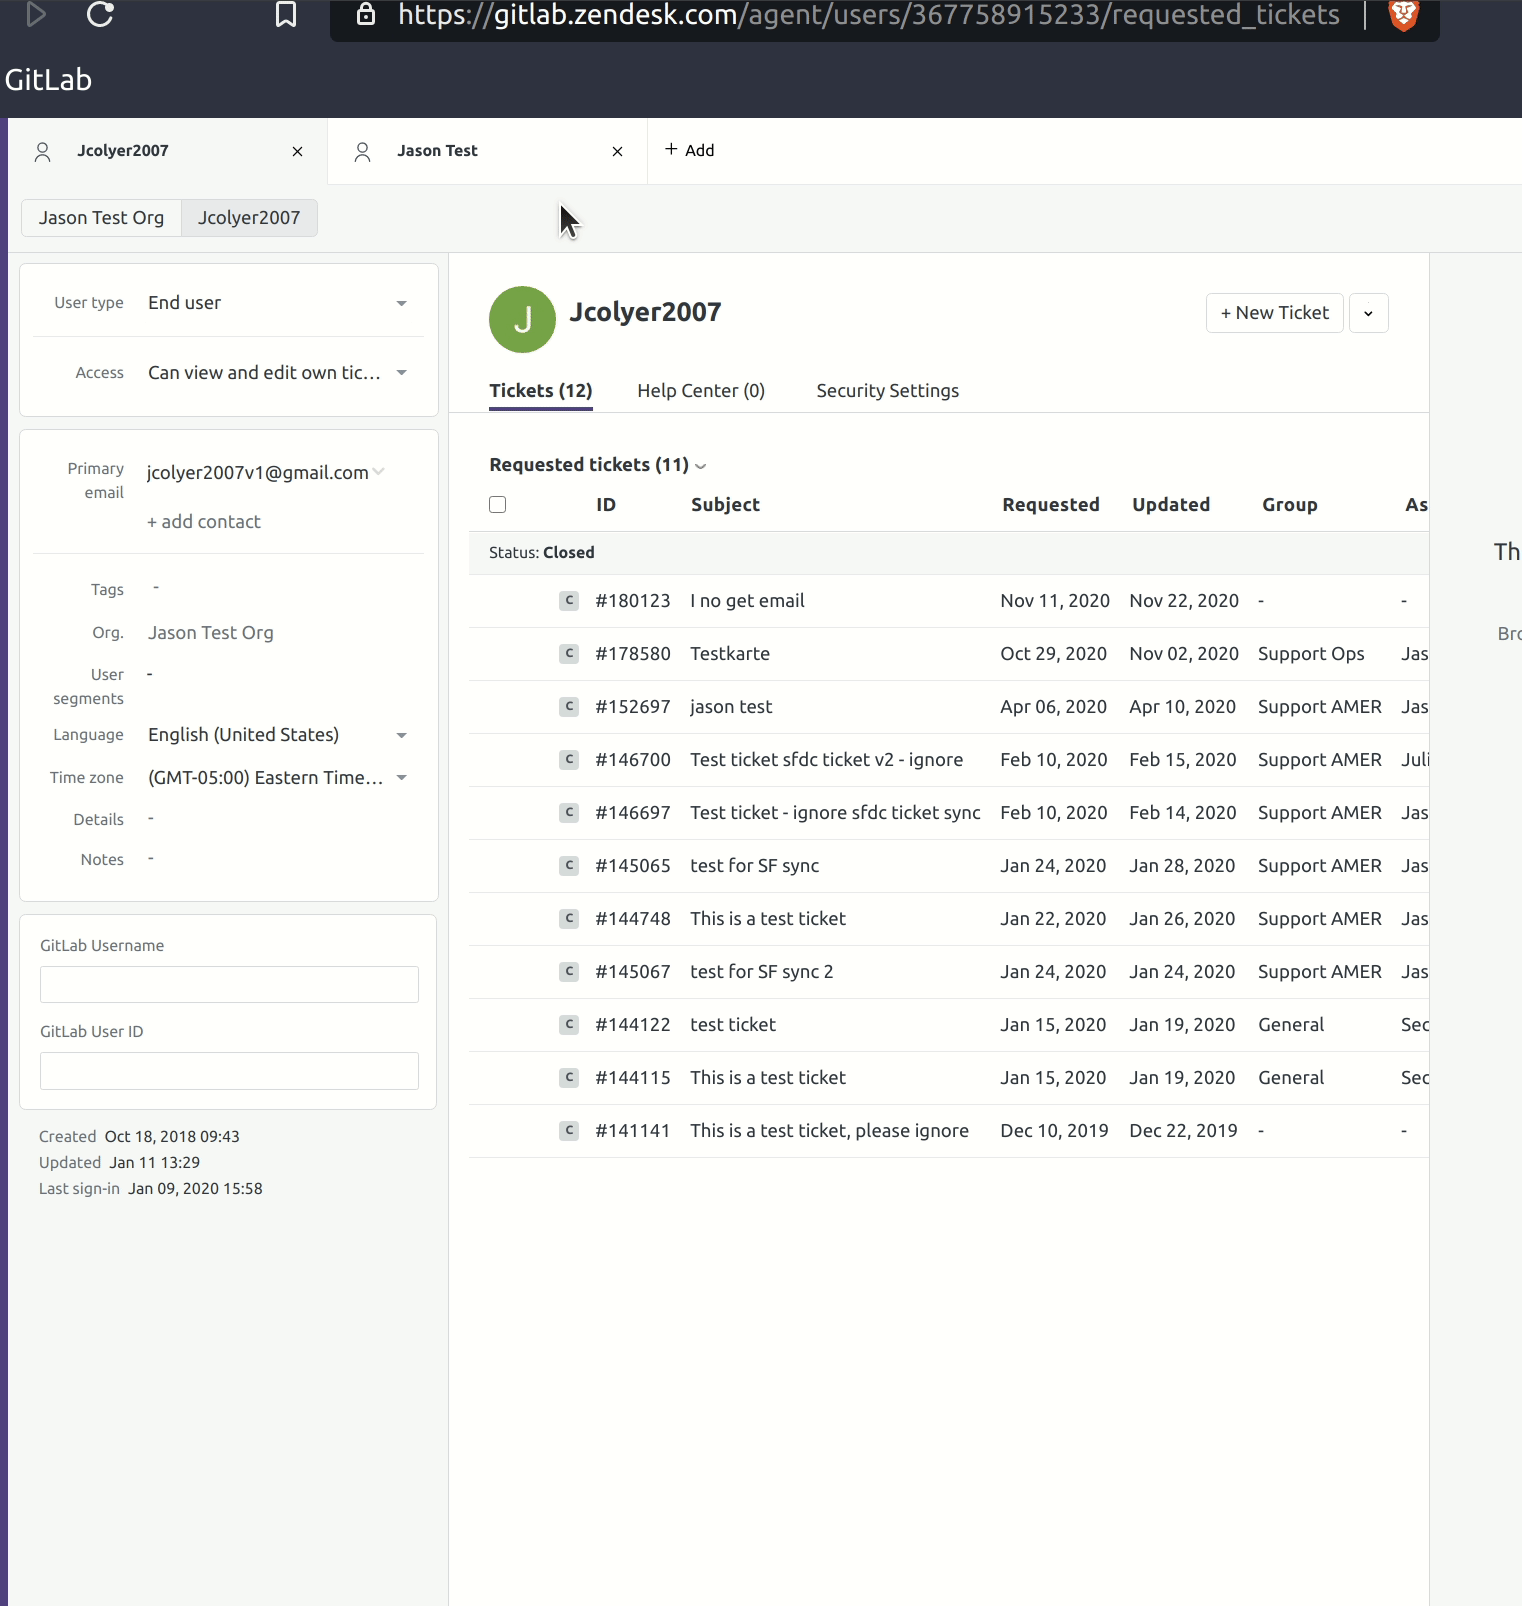 https://gitlab.zendesk.com/agent/users/367758915233/requested_tickets
GitLab
Jcolyer2007
Jason Test
+ Add
Jason Test Org
Jcolyer2007
User type End user
Access Can view and edit own tic...
Primary email jcolyer2007v1@gmail.com
+ add contact
Tags -
Org. Jason Test Org
User segments -
Language English (United States)
Time zone (GMT-05:00) Eastern Time...
Details -
Notes -
GitLab Username
GitLab User ID
Created Oct 18, 2018 09:43
Updated Jan 11 13:29
Last sign-in Jan 09, 2020 15:58
J
Jcolyer2007
+ New Ticket
Tickets (12) Help Center (0) Security Settings
Requested tickets (11)
ID Subject Requested Updated Group As
Status: Closed
C #180123 I no get email Nov 11, 2020 Nov 22, 2020 - -
C #178580 Testkarte Oct 29, 2020 Nov 02, 2020 Support Ops Jas
C #152697 jason test Apr 06, 2020 Apr 10, 2020 Support AMER Jas
C #146700 Test ticket sfdc ticket v2 - ignore Feb 10, 2020 Feb 15, 2020 Support AMER Juli
C #146697 Test ticket - ignore sfdc ticket sync Feb 10, 2020 Feb 14, 2020 Support AMER Jas
C #145065 test for SF sync Jan 24, 2020 Jan 28, 2020 Support AMER Jas
C #144748 This is a test ticket Jan 22, 2020 Jan 26, 2020 Support AMER Jas
C #145067 test for SF sync 2 Jan 24, 2020 Jan 24, 2020 Support AMER Jas
C #144122 test ticket Jan 15, 2020 Jan 19, 2020 General Sec
C #144115 This is a test ticket Jan 15, 2020 Jan 19, 2020 General Sec
C #141141 This is a test ticket, please ignore Dec 10, 2019 Dec 22, 2019 - -
Th
Bro